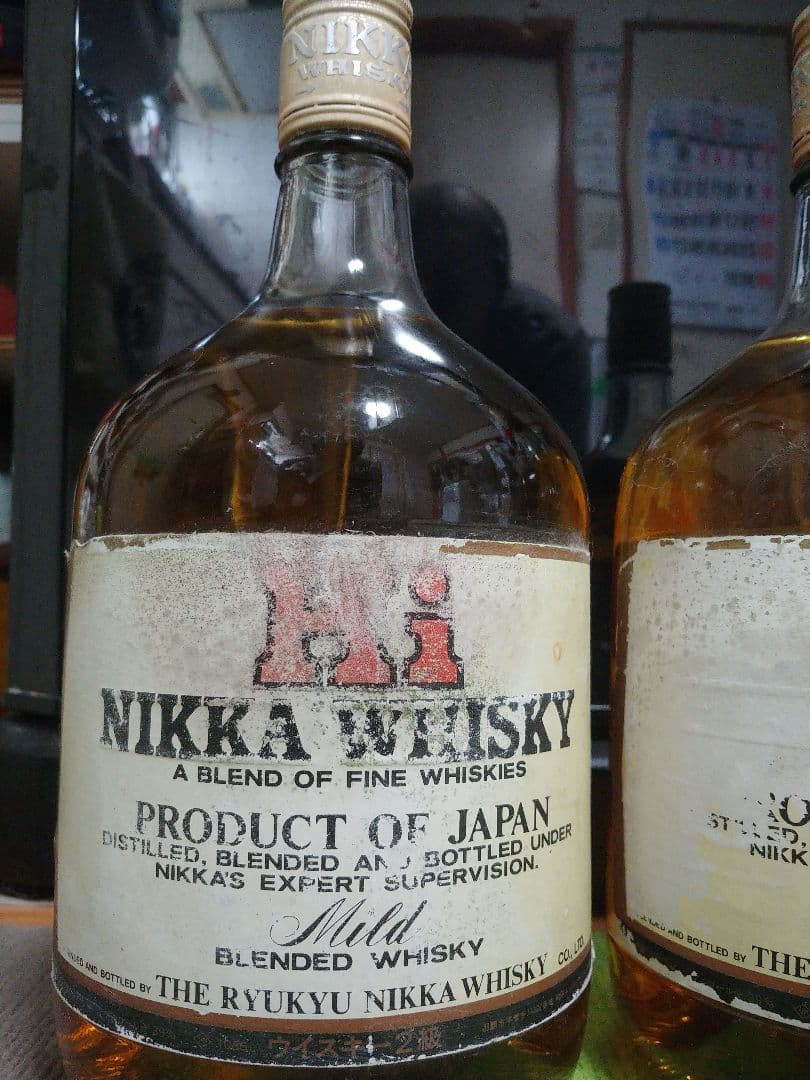 NIKKA
WHISKY
Hi
NIKKA WHISKY
A BLEND OF FINE WHISKIES
PRODUCT OF JAPAN
DISTILLED, BLENDED AND BOTTLED UNDER
NIKKA'S EXPERT SUPERVISION.
Mild
BLENDED WHISKY
AND BOTTLED BY THE RYUKYU NIKKA WHISKY CO., LTD.
ウイスキー2級
NIKK
AND BOTTLED BY THE